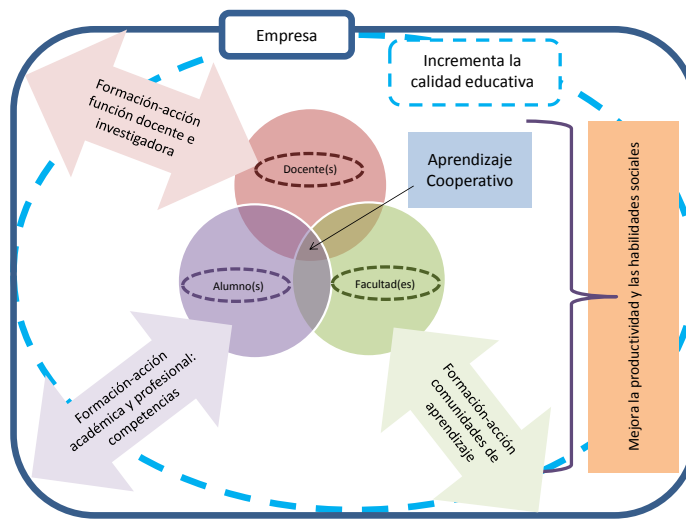 Empresa
Incrementa la
calidad educativa
Formación-acción
función docente e
investigadora
Docente(s)
Aprendizaje
Cooperativo
Alumno(s)
Facultad(es)
Mejora la productividad y las habilidades sociales
Formación-acción
académica y profesional:
competencias
Formación-acción
comunidades de
aprendizaje